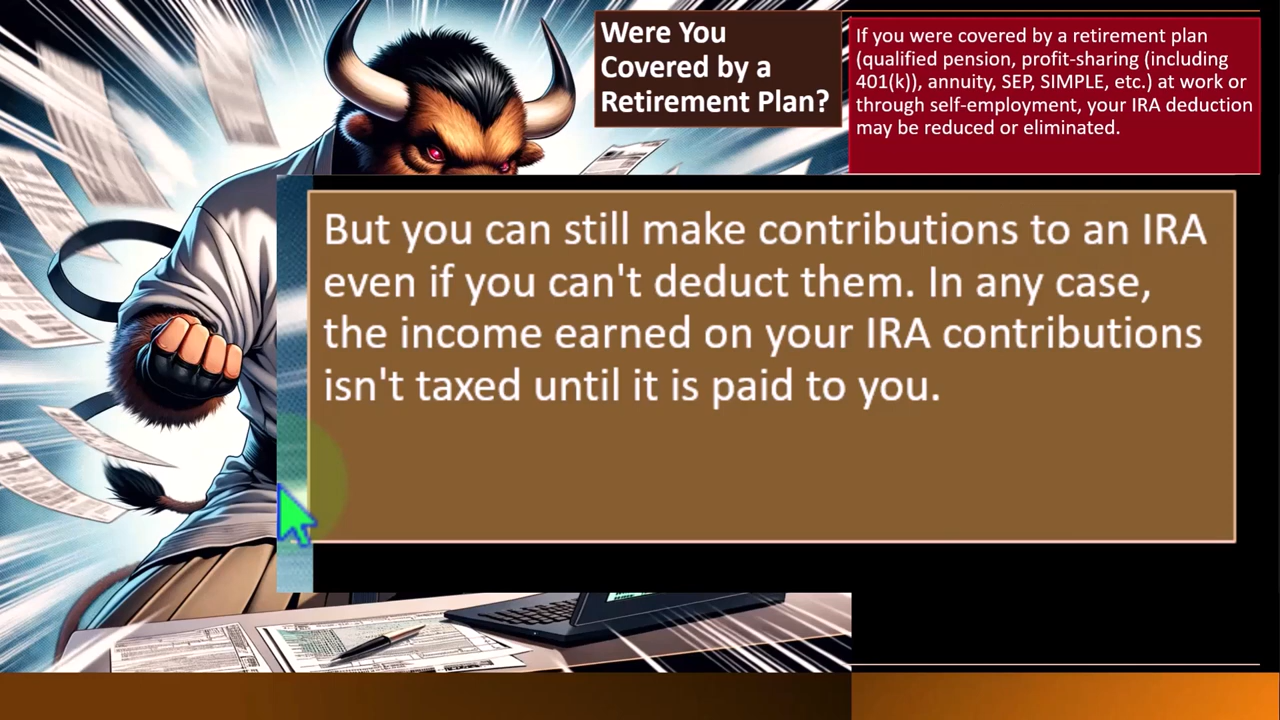 Were You
Covered by a
Retirement Plan?
If you were covered by a retirement plan
(qualified pension, profit-sharing (including
401(k)), annuity, SEP, SIMPLE, etc.) at work or
through self-employment, your IRA deduction
may be reduced or eliminated.
But you can still make contributions to an IRA
even if you can't deduct them. In any case,
the income earned on your IRA contributions
isn't taxed until it is paid to you.